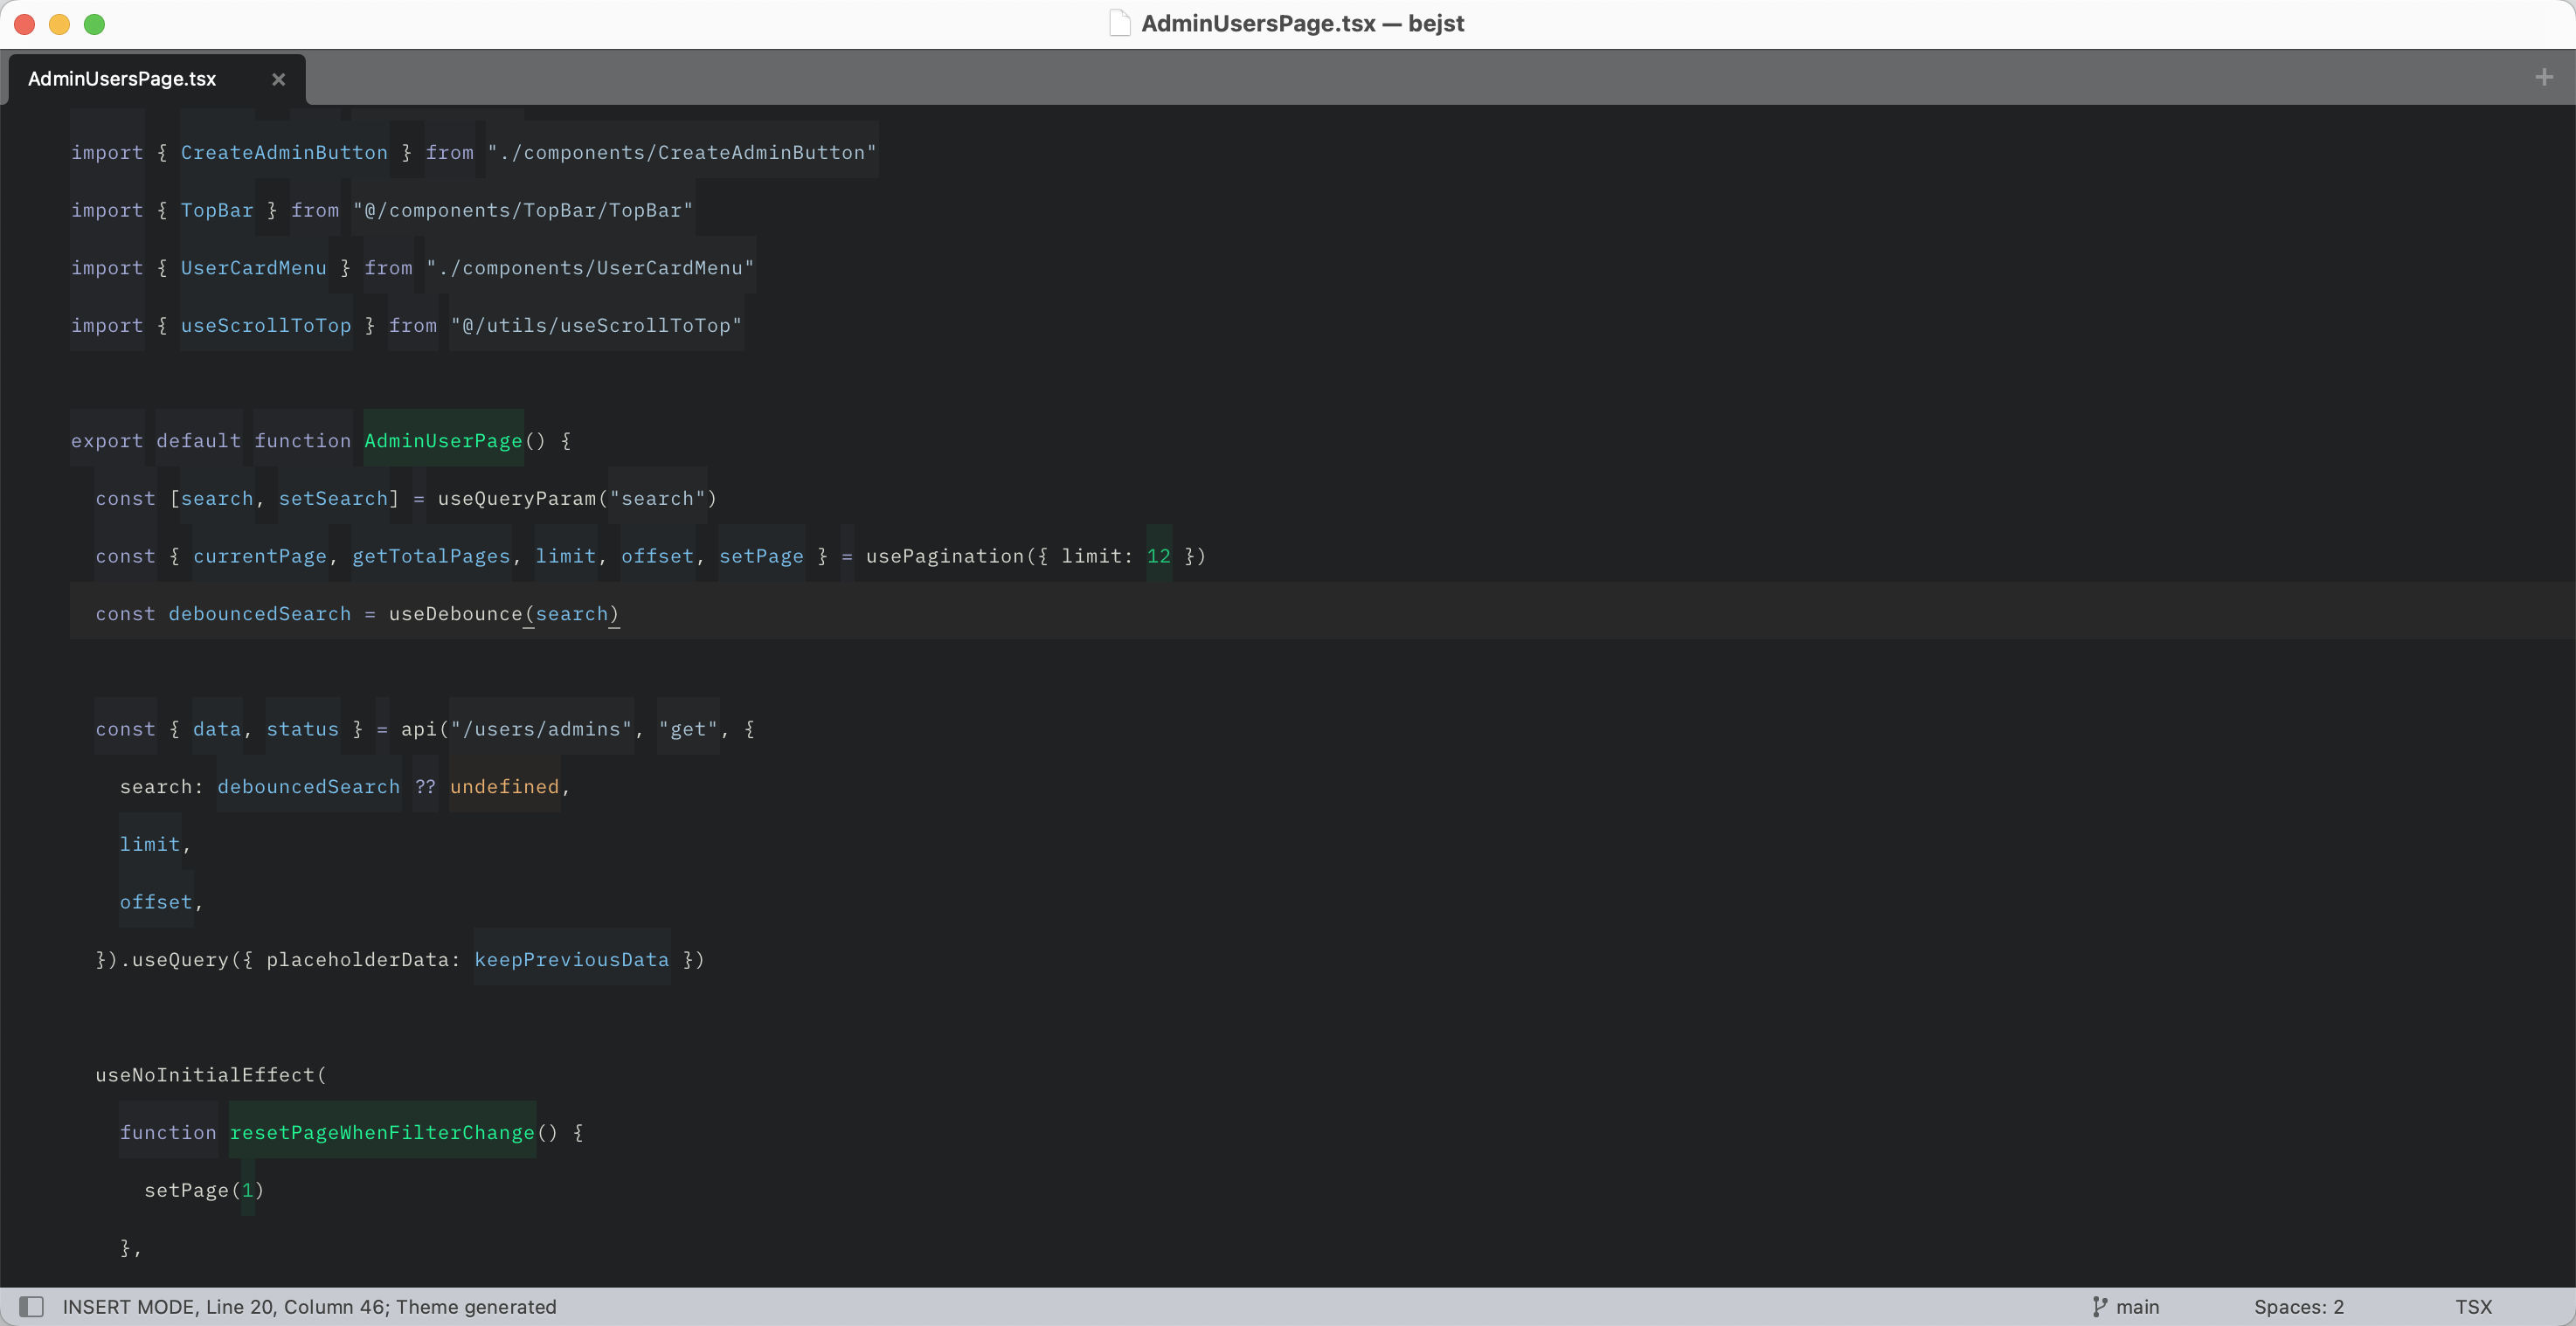 AdminUsersPage.tsx — bejst
AdminUsersPage.tsx
import { CreateAdminButton } from "./components/CreateAdminButton"
import { TopBar } from "@/components/TopBar/TopBar"
import { UserCardMenu } from "./components/UserCardMenu"
import { useScrollToTop } from "@/utils/useScrollToTop"
export default function AdminUserPage() {
const [search, setSearch] = useQueryParam("search")
const { currentPage, getTotalPages, limit, offset, setPage } = usePagination({ limit: 12 })
const debouncedSearch = useDebounce(search)
const { data, status } = api("/users/admins", "get", {
search: debouncedSearch ?? undefined,
limit,
offset,
}).useQuery({ placeholderData: keepPreviousData })
useNoInitialEffect(
function resetPageWhenFilterChange() {
setPage(1)
},
INSERT MODE, Line 20, Column 46; Theme generated
main
Spaces: 2
TSX